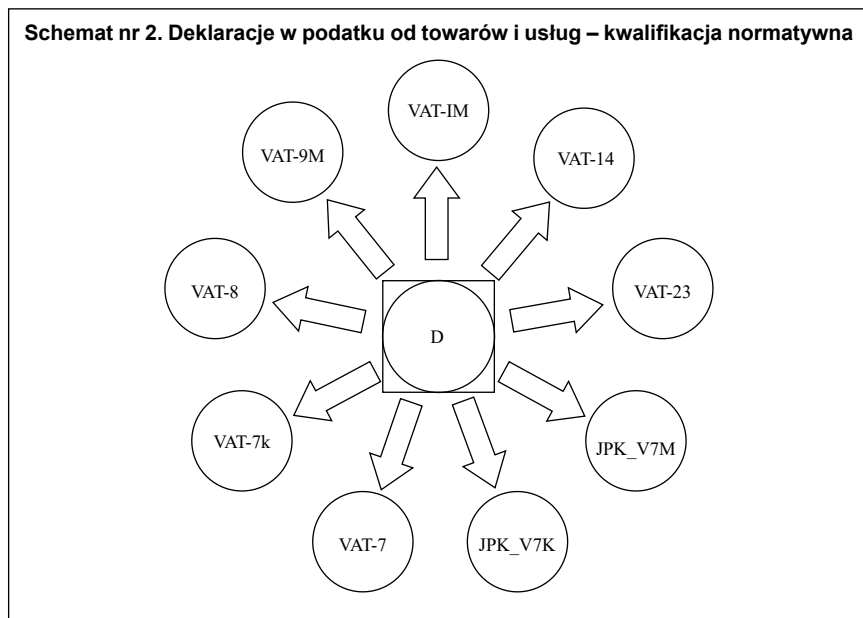 Schemat nr 2. Deklaracje w podatku od towarów i usług – kwalifikacja normatywna
VAT-IM
VAT-9M
VAT-14
VAT-8
VAT-23
D
VAT-7k
JPK_V7M
VAT-7
JPK_V7K